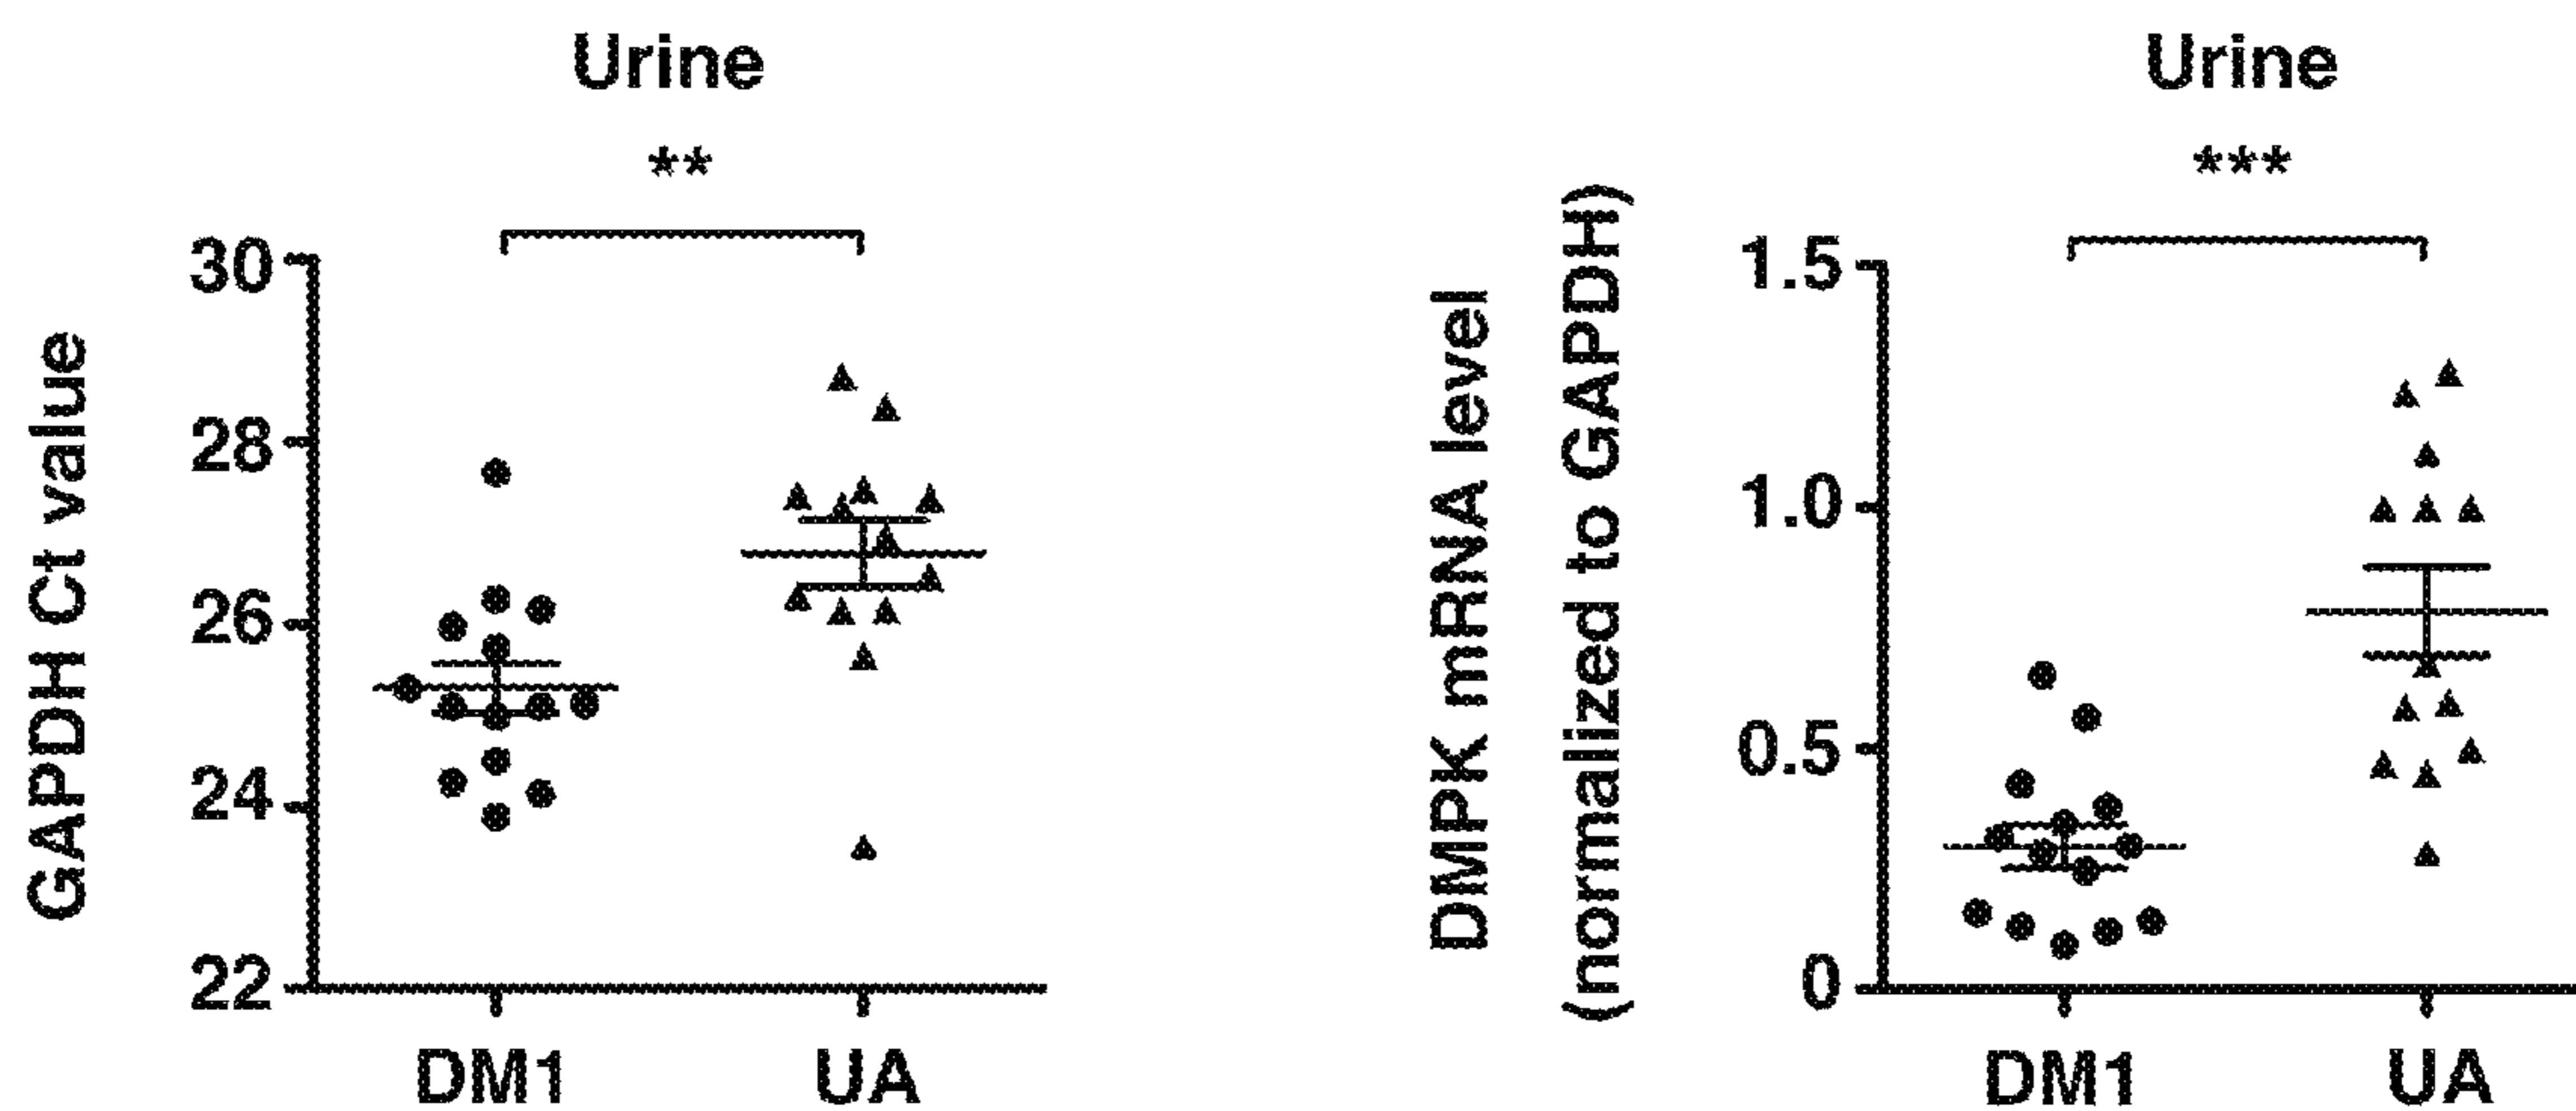 Urine
**
GAPDH Ct value
30
28
26
24
22
DM1 UA
Urine
***
DMPK mRNA level
(normalized to GAPDH)
1.5
1.0
0.5
0
DM1 UA